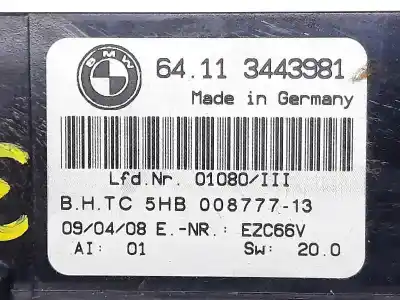 BMW
64.11 3443981
Made in Germany
Lfd.Nr. 01080/III
B.H.TC 5HB 008777-13
09/04/08 E.-NR.: EZC66V
AI: 01 SW: 20.0